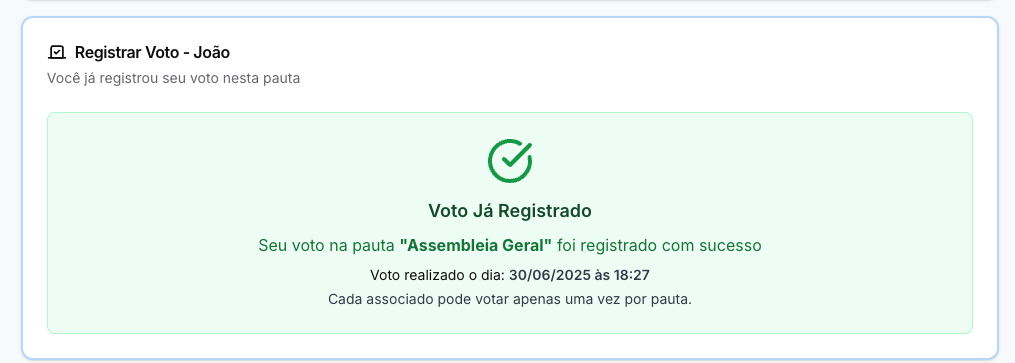 Registrar Voto - João
Você já registrou seu voto nesta pauta
Voto Já Registrado
Seu voto na pauta "Assembleia Geral" foi registrado com sucesso
Voto realizado o dia: 30/06/2025 às 18:27
Cada associado pode votar apenas uma vez por pauta.